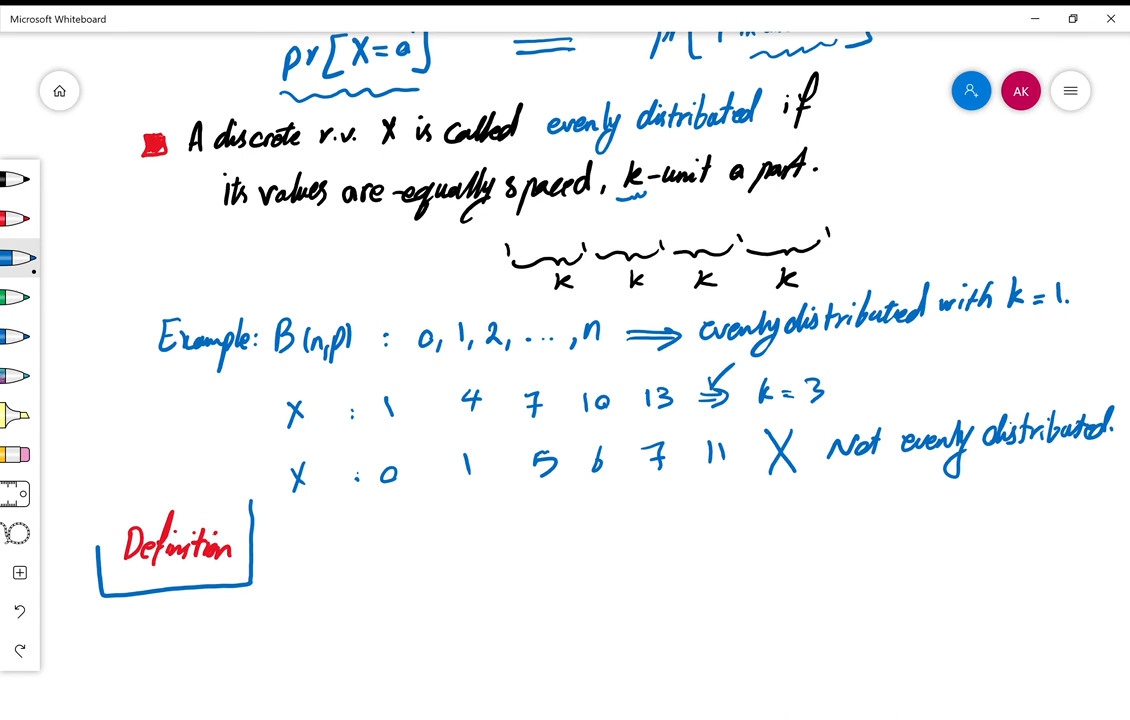 Microsoft Whiteboard
pr[X=a] =
AK
A discrete r.v. X is called evenly distributed if
its values are equally spaced, k-unit a part.
k k k k
Example: B(n,p) : 0, 1, 2, ..., n ⟹ evenly distributed with k = 1.
X : 1 4 7 10 13 ⇒ k = 3
X : 0 1 5 6 7 11 X Not evenly distributed.
Definition